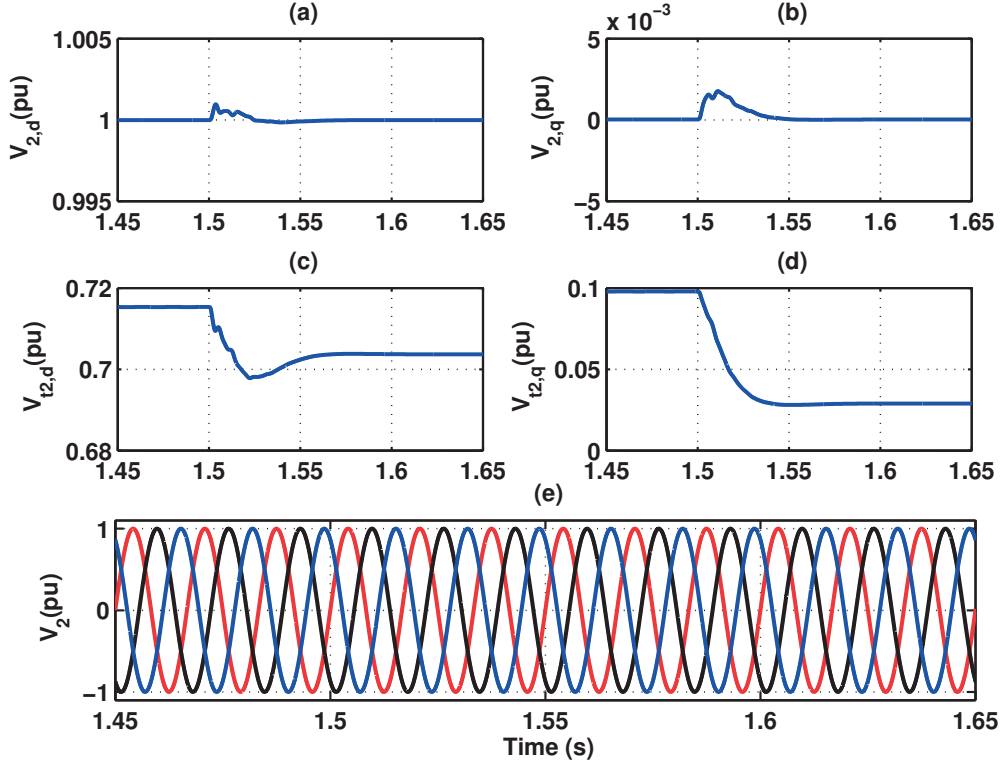 (a) (b)
x 10⁻³
1.005 5
V2,d(pu) 1 V2,q(pu) 0
0.995 −5
1.45 1.5 1.55 1.6 1.65 1.45 1.5 1.55 1.6 1.65
(c) (d)
0.72 0.1
Vt2,d(pu) 0.7 Vt2,q(pu) 0.05
0.68 0
1.45 1.5 1.55 1.6 1.65 1.45 1.5 1.55 1.6 1.65
(e)
1
V2(pu) 0
−1
1.45 1.5 1.55 1.6 1.65
Time (s)